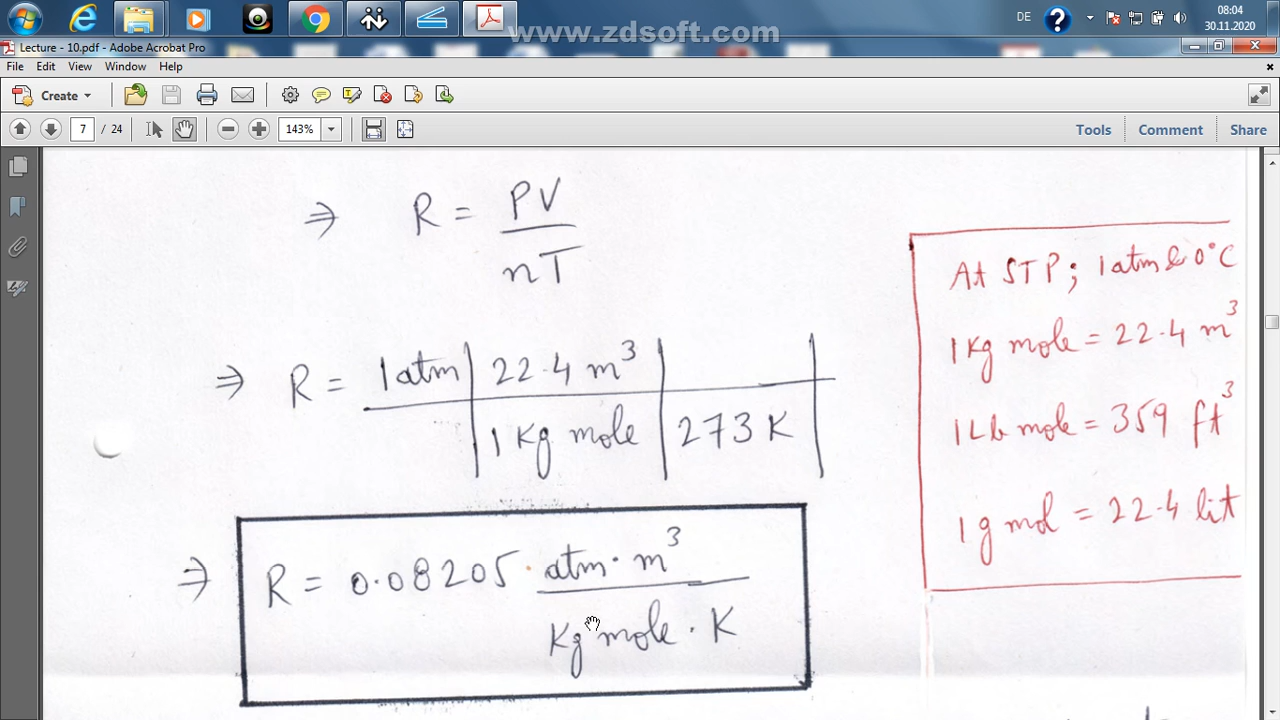 DE
08:04
30.11.2020
www.zdsoft.com
Lecture - 10.pdf - Adobe Acrobat Pro
File Edit View Window Help
Create
7 / 24
143%
Tools Comment Share
⇒ R = PV
nT
⇒ R = 1 atm | 22.4 m³ |
1 Kg mole | 273 K
⇒ R = 0.08205 · atm · m³
Kg mole · K
At STP; 1 atm & 0°C
1 Kg mole = 22.4 m³
1 Lb mole = 359 ft³
1 g mol = 22.4 lit